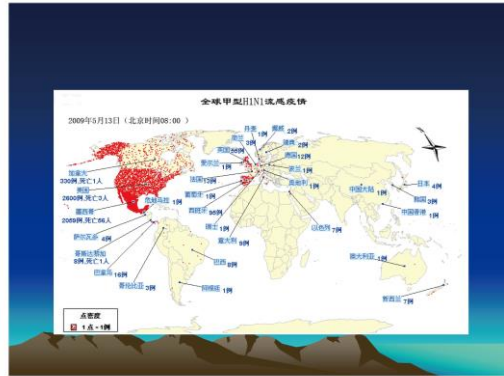 全球甲型H1N1流感疫情
2009年5月13日（北京时间08:00 ）
丹麦 1例
挪威 2例
荷兰 3例
瑞典 2例
英国 55例
德国12例
爱尔兰 1例
波兰 1例
加拿大
330例,死亡1人
法国 13例
奥地利 1例
中国大陆 1例
日本 4例
美国
2600例,死亡3人
危地马拉 1例
葡萄牙 1例
韩国 3例
墨西哥
2059例,死亡56人
西班牙 95例
中国香港 1例
瑞士 1例
以色列 7例
萨尔瓦多 4例
意大利 9例
哥斯达黎加
8例,死亡1人
巴西 8例
澳大利亚 1例
巴拿马 16例
哥伦比亚 3例
阿根廷 1例
新西兰 7例
点密度
1 点 = 1例